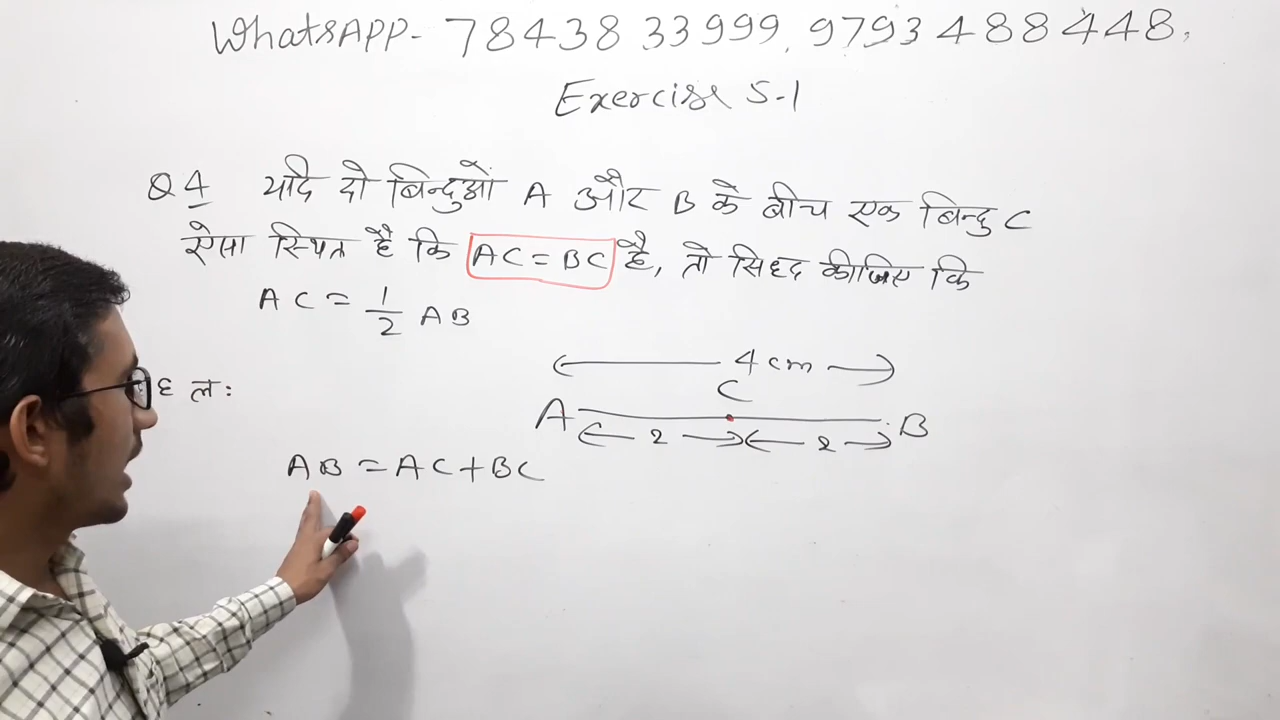 WhatsAPP- 78438 33999, 9793488448,
Exercise 5-1
Q4 यदि दो बिन्दुओं A और B के बीच एक बिन्दु C
ऐसा स्थित है कि AC = BC है, तो सिद्ध कीजिए कि
AC = 1/2 AB
हलः
4 cm
C
A B
2 2
AB = AC + BC